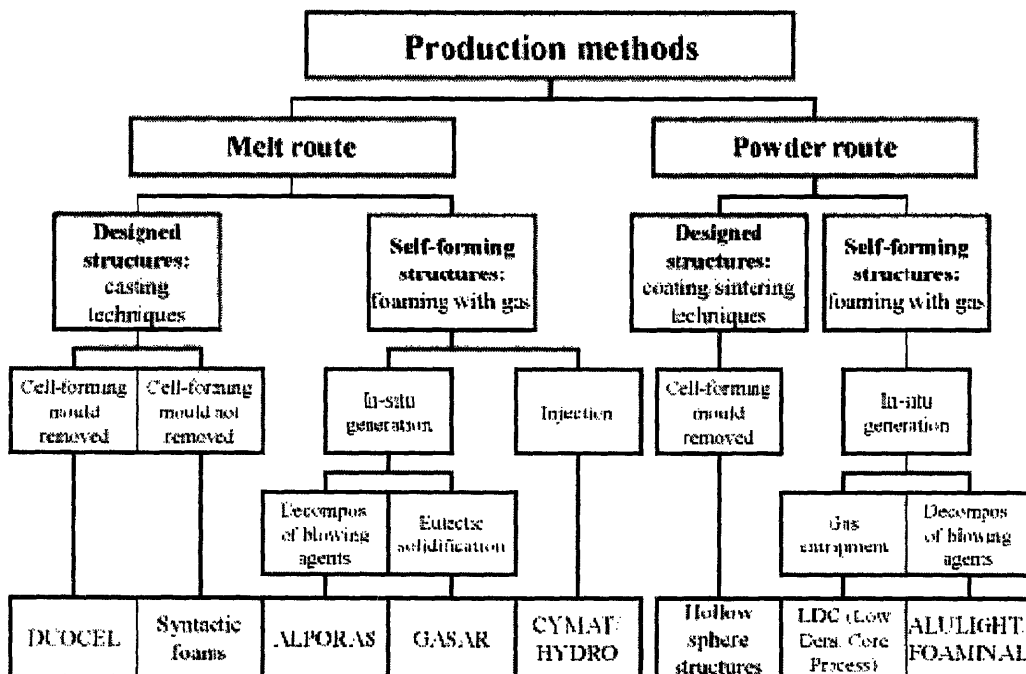 Production methods
Melt route
Powder route
Designed
structures:
casting
techniques
Self-forming
structures:
foaming with gas
Designed
structures:
coating/sintering
techniques
Self-forming
structures:
foaming with gas
Cell-forming
mould
removed
Cell-forming
mould not
removed
In-situ
generation
Injection
Cell-forming
mould
removed
In-situ
generation
Decompos
of blowing
agents
Eutectic
solidification
Gas
entrapment
Decompos
of blowing
agents
DUOCEL
Syntactic
foams
ALPORAS
GASAR
CYMAT/
HYDRO
Hollow
sphere
structures
LDC (Low
Dens. Core
Process)
ALULIGHT/
FOAMINAL